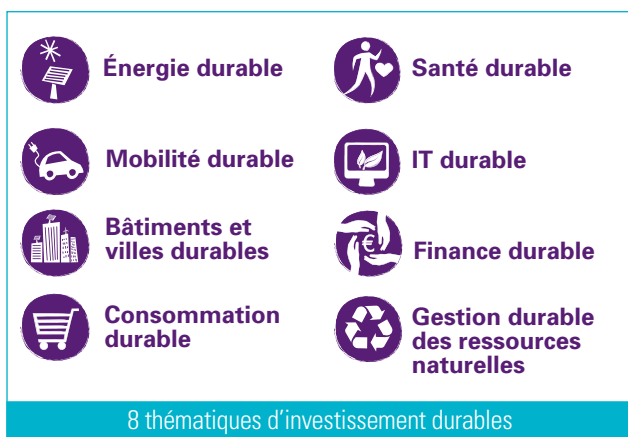 Énergie durable
Santé durable
Mobilité durable
IT durable
Bâtiments et
villes durables
€
Finance durable
Consommation
durable
Gestion durable
des ressources
naturelles
8 thématiques d'investissement durables